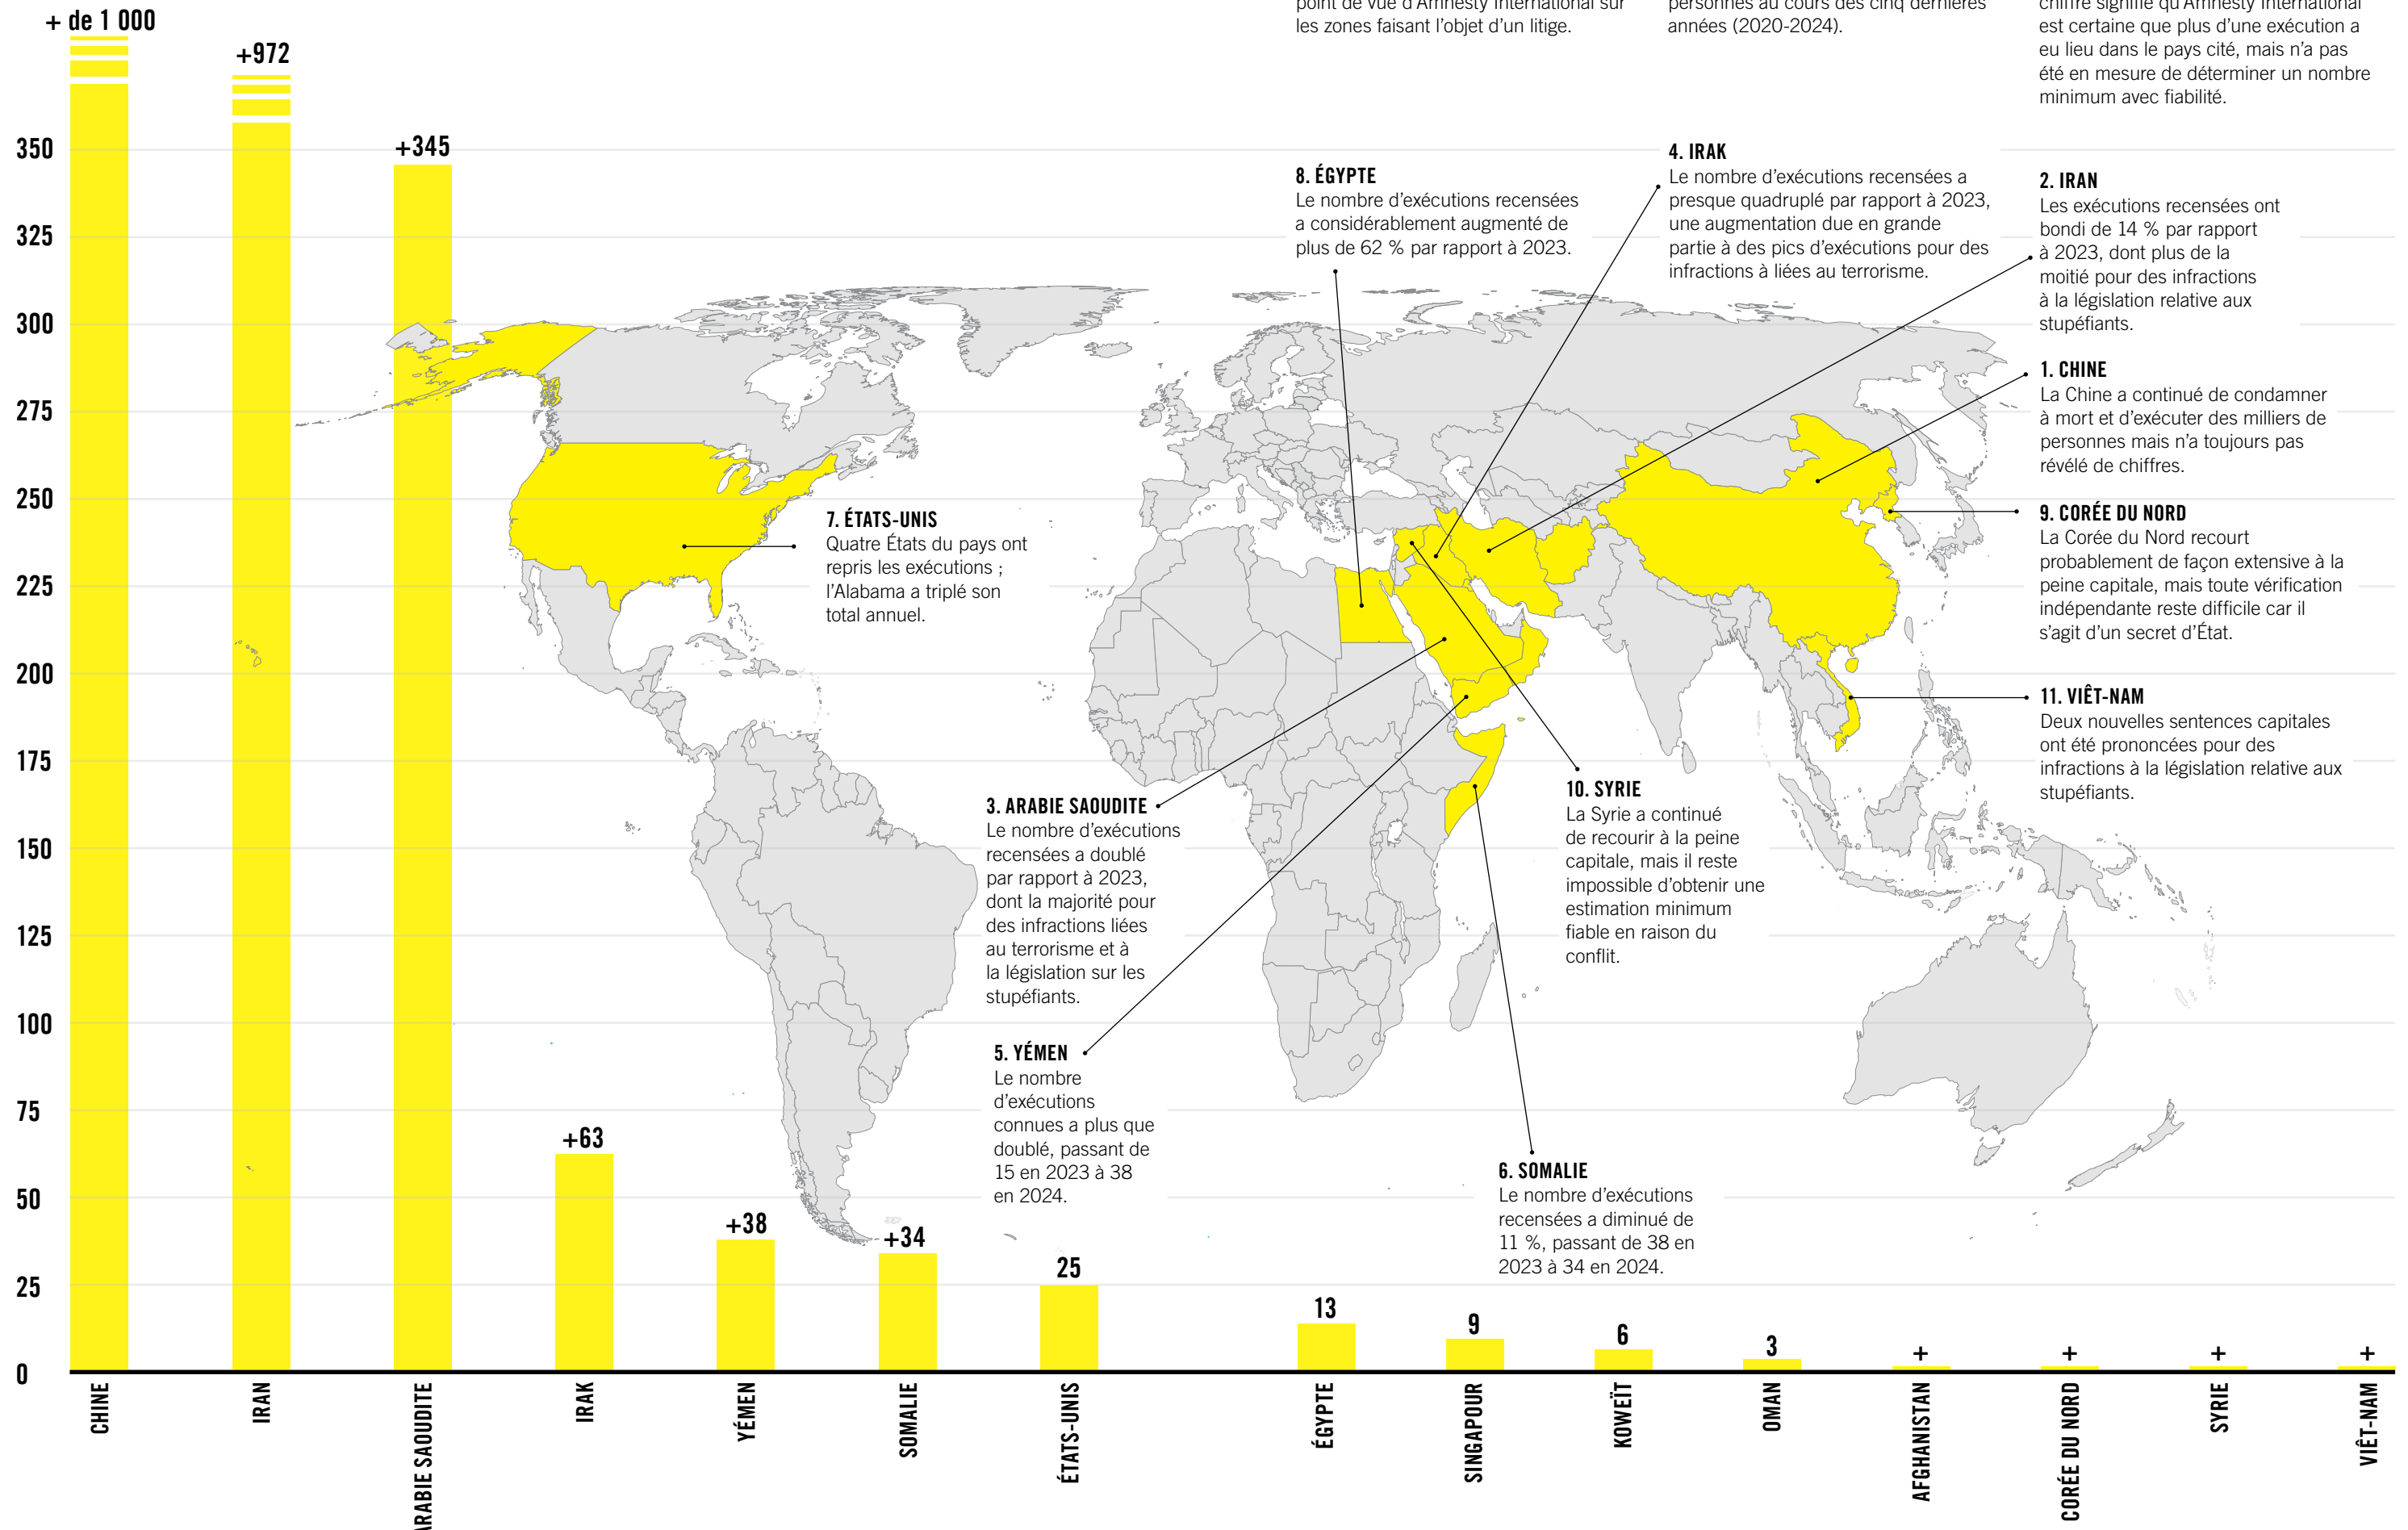 point de vue d'Amnesty International sur
les zones faisant l'objet d'un litige.
personnes au cours des cinq dernières
années (2020-2024).
chiffre signifie qu'Amnesty International
est certaine que plus d'une exécution a
eu lieu dans le pays cité, mais n'a pas
été en mesure de déterminer un nombre
minimum avec fiabilité.
+ de 1 000
+972
+345
350
325
300
275
250
225
200
175
150
125
100
75
50
25
0
8. ÉGYPTE
Le nombre d'exécutions recensées
a considérablement augmenté de
plus de 62 % par rapport à 2023.
4. IRAK
Le nombre d'exécutions recensées a
presque quadruplé par rapport à 2023,
une augmentation due en grande
partie à des pics d'exécutions pour des
infractions à liées au terrorisme.
2. IRAN
Les exécutions recensées ont
bondi de 14 % par rapport
à 2023, dont plus de la
moitié pour des infractions
à la législation relative aux
stupéfiants.
1. CHINE
La Chine a continué de condamner
à mort et d'exécuter des milliers de
personnes mais n'a toujours pas
révélé de chiffres.
9. CORÉE DU NORD
La Corée du Nord recourt
probablement de façon extensive à la
peine capitale, mais toute vérification
indépendante reste difficile car il
s'agit d'un secret d'État.
11. VIÊT-NAM
Deux nouvelles sentences capitales
ont été prononcées pour des
infractions à la législation relative aux
stupéfiants.
7. ÉTATS-UNIS
Quatre États du pays ont
repris les exécutions ;
l'Alabama a triplé son
total annuel.
3. ARABIE SAOUDITE
Le nombre d'exécutions
recensées a doublé
par rapport à 2023,
dont la majorité pour
des infractions liées
au terrorisme et à
la législation sur les
stupéfiants.
10. SYRIE
La Syrie a continué
de recourir à la peine
capitale, mais il reste
impossible d'obtenir une
estimation minimum
fiable en raison du
conflit.
5. YÉMEN
Le nombre
d'exécutions
connues a plus que
doublé, passant de
15 en 2023 à 38
en 2024.
6. SOMALIE
Le nombre d'exécutions
recensées a diminué de
11 %, passant de 38 en
2023 à 34 en 2024.
+63
+38
+34
25
13
9
6
3
+
+
+
+
CHINE
IRAN
ARABIE SAOUDITE
IRAK
YÉMEN
SOMALIE
ÉTATS-UNIS
ÉGYPTE
SINGAPOUR
KOWEÏT
OMAN
AFGHANISTAN
CORÉE DU NORD
SYRIE
VIÊT-NAM